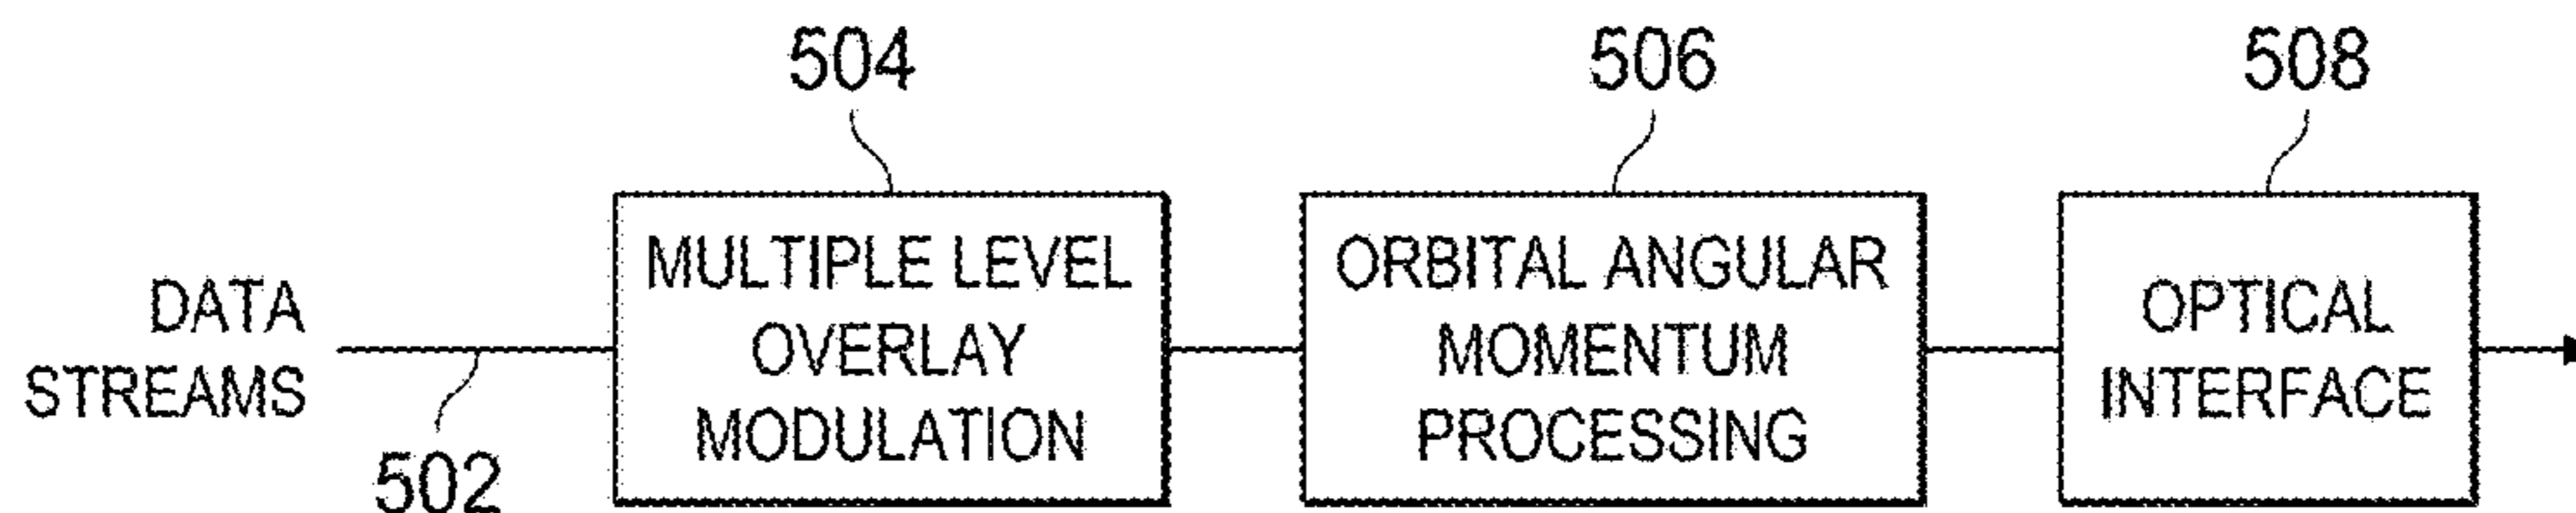 504
506
508
DATA
STREAMS
502
MULTIPLE LEVEL
OVERLAY
MODULATION
ORBITAL ANGULAR
MOMENTUM
PROCESSING
OPTICAL
INTERFACE